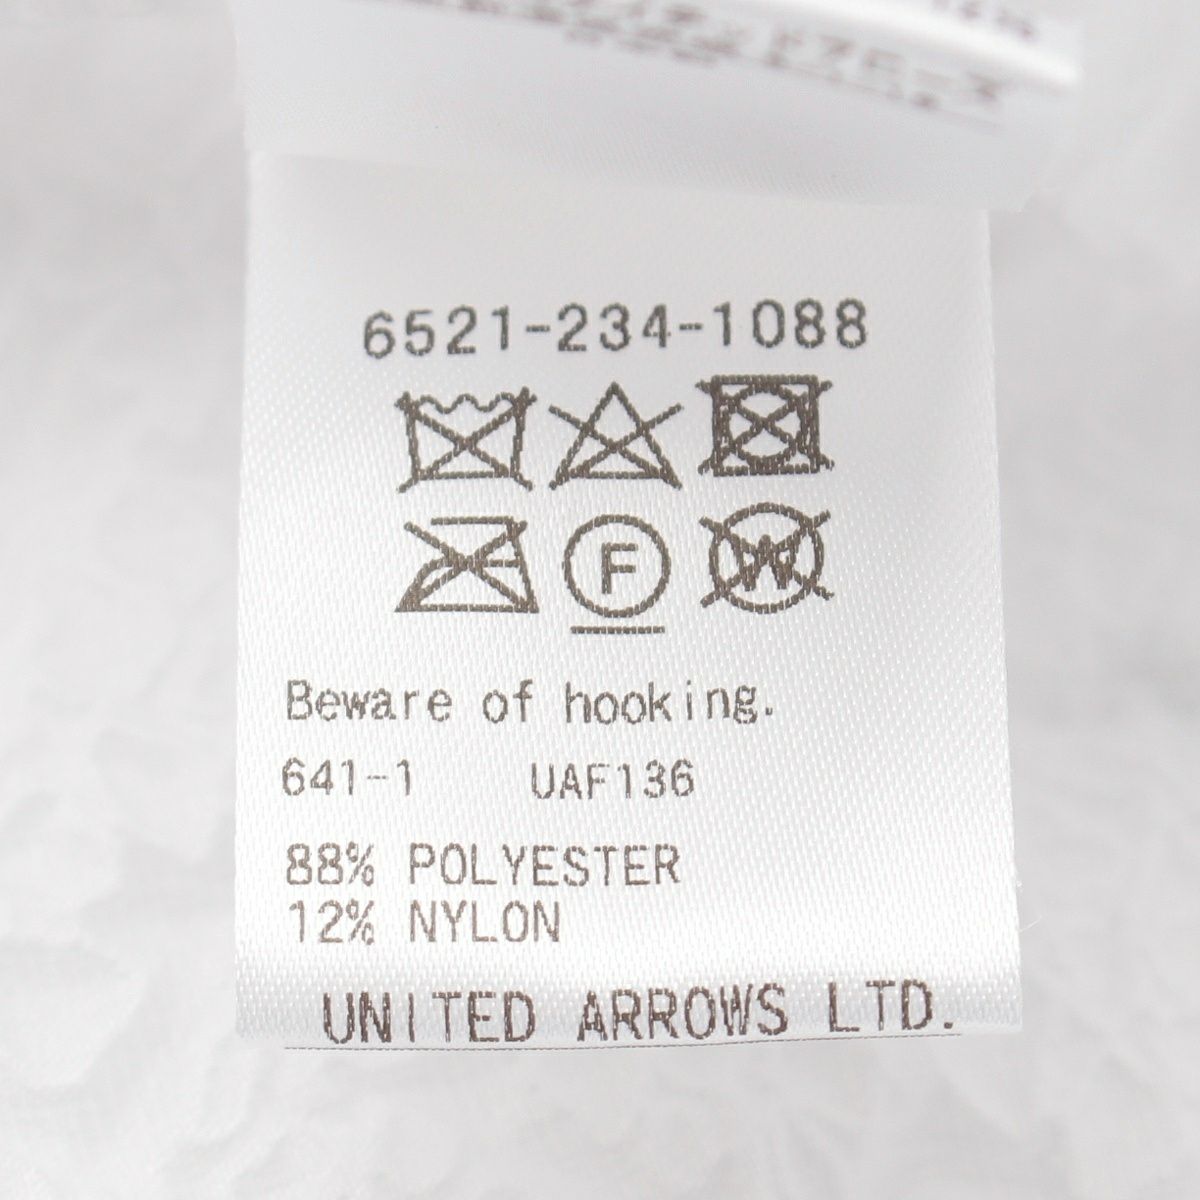 6521-234-1088
F W
Beware of hooking.
641-1 UAF136
88% POLYESTER
12% NYLON
UNITED ARROWS LTD.